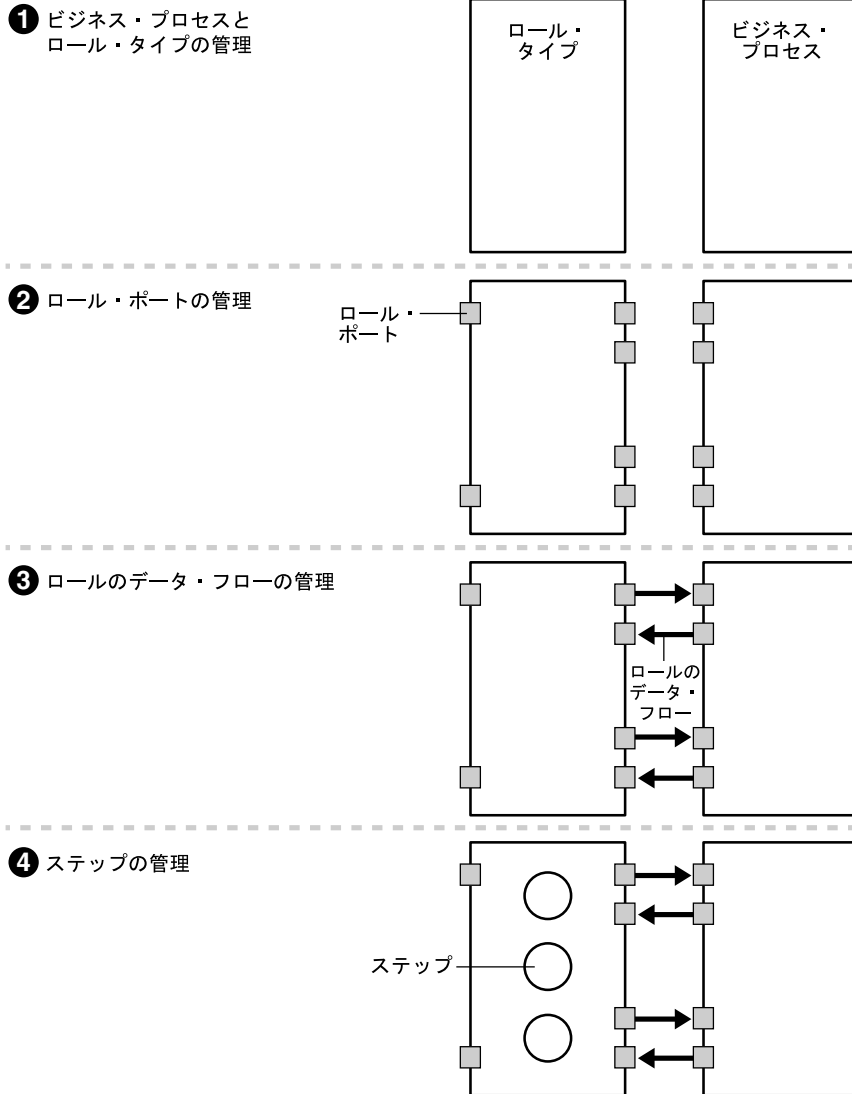 ❶ ビジネス・プロセスと
ロール・タイプの管理
ロール・
タイプ
ビジネス・
プロセス
❷ ロール・ポートの管理
ロール・
ポート
❸ ロールのデータ・フローの管理
ロールの
データ・
フロー
❹ ステップの管理
ステップ